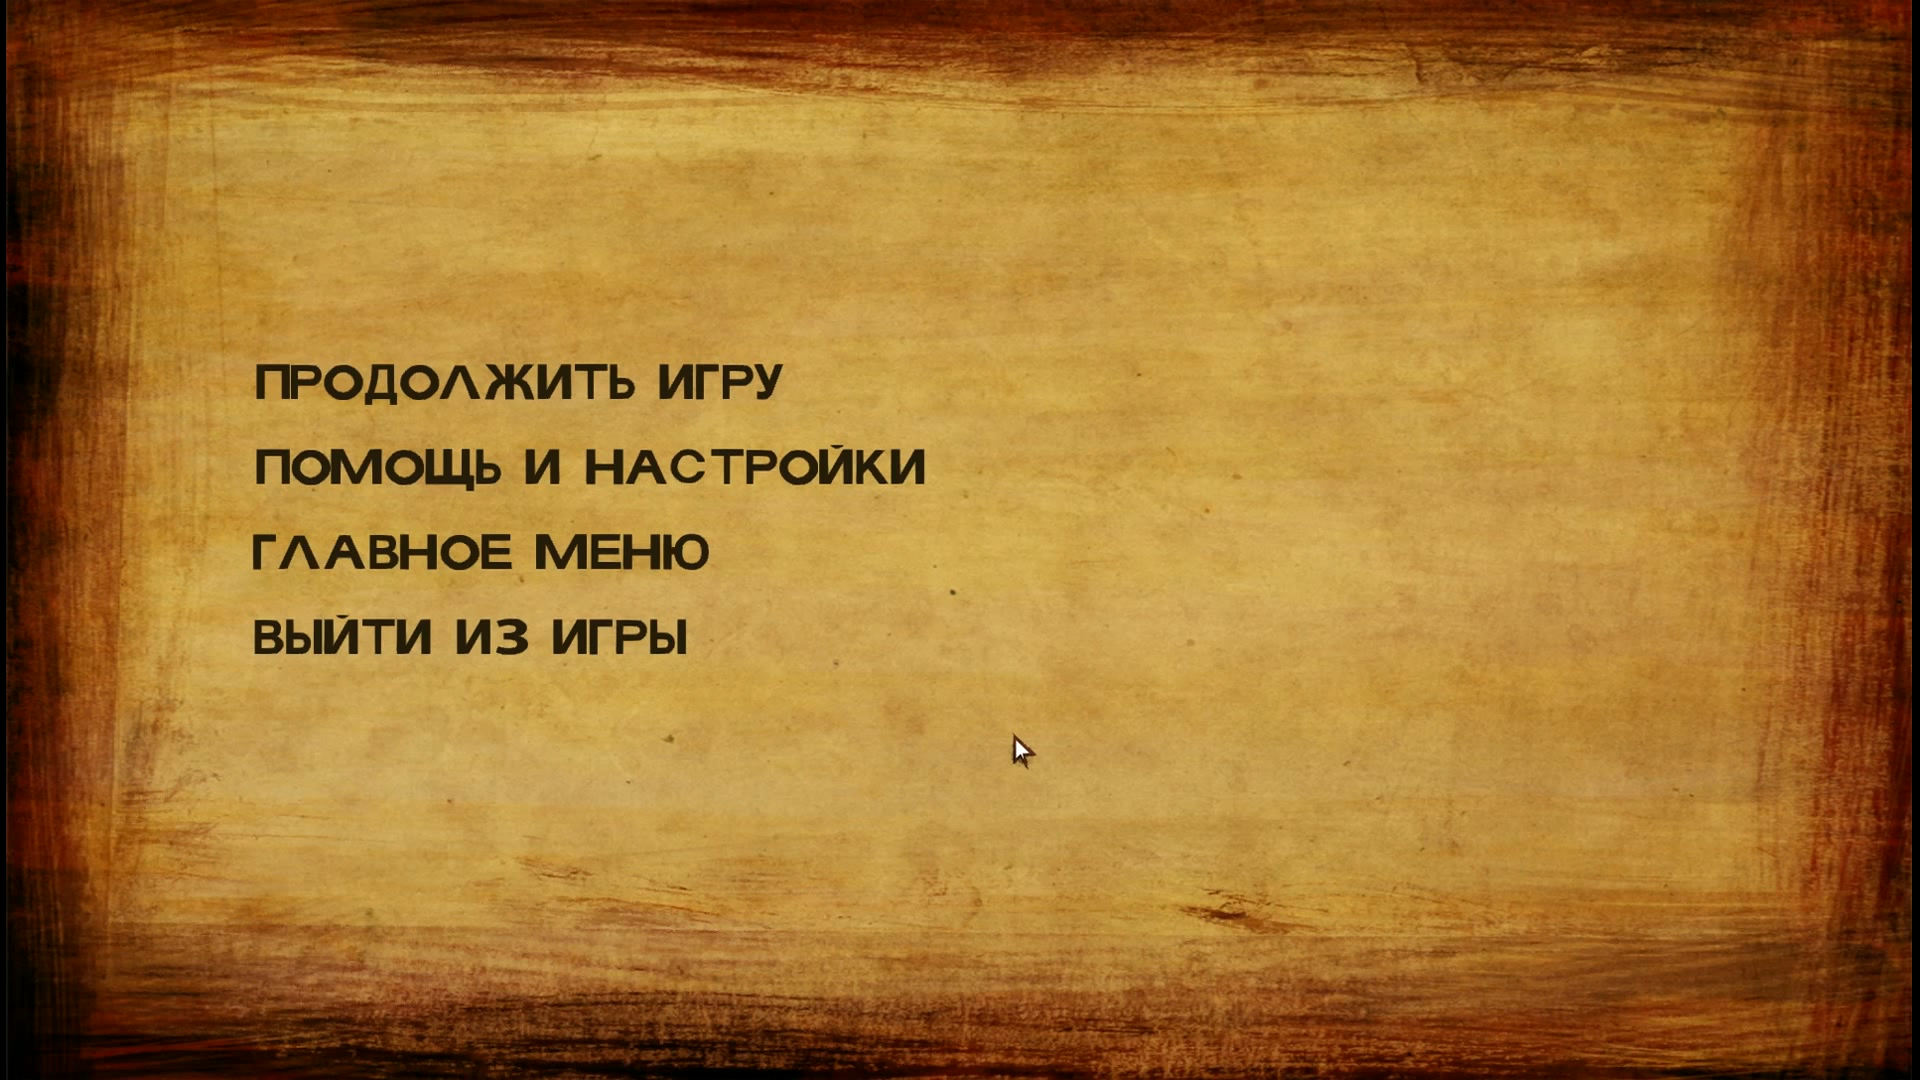 ПРОДОЛЖИТЬ ИГРУ
ПОМОЩЬ И НАСТРОЙКИ
ГЛАВНОЕ МЕНЮ
ВЫЙТИ ИЗ ИГРЫ